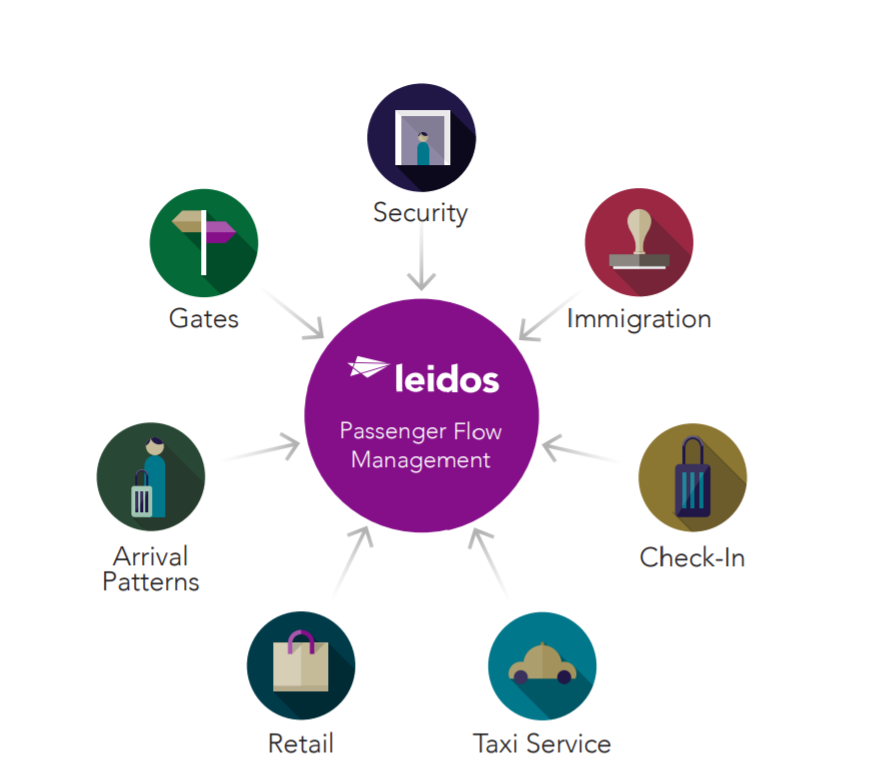 Security
Gates
Immigration
leidos
Passenger Flow
Management
Arrival
Patterns
Check-In
Retail
Taxi Service